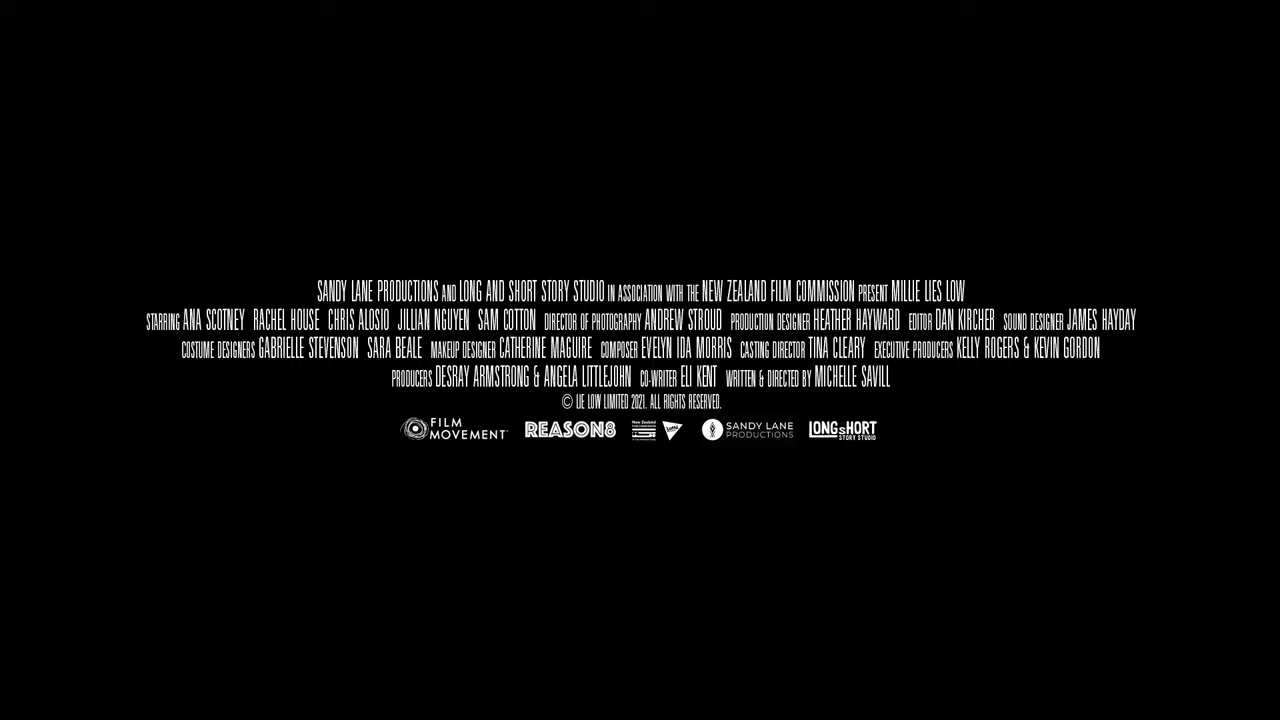 SANDY LANE PRODUCTIONS AND LONG AND SHORT STORY STUDIO IN ASSOCIATION WITH THE NEW ZEALAND FILM COMMISSION PRESENT MILLIE LIES LOW
STARRING ANA SCOTNEY RACHEL HOUSE CHRIS ALOSIO JILLIAN NGUYEN SAM COTTON DIRECTOR OF PHOTOGRAPHY ANDREW STROUD PRODUCTION DESIGNER HEATHER HAYWARD EDITOR DAN KIRCHER SOUND DESIGNER JAMES HAYDAY
COSTUME DESIGNERS GABRIELLE STEVENSON SARA BEALE MAKEUP DESIGNER CATHERINE MAGUIRE COMPOSER EVELYN IDA MORRIS CASTING DIRECTOR TINA CLEARY EXECUTIVE PRODUCERS KELLY ROGERS & KEVIN GORDON
PRODUCERS DESRAY ARMSTRONG & ANGELA LITTLEJOHN CO-WRITER ELI KENT WRITTEN & DIRECTED BY MICHELLE SAVILL
© LIE LOW LIMITED 2021. ALL RIGHTS RESERVED.
FILM MOVEMENT REASON8 New Zealand SANDY LANE PRODUCTIONS LONGSHORT STORY STUDIO